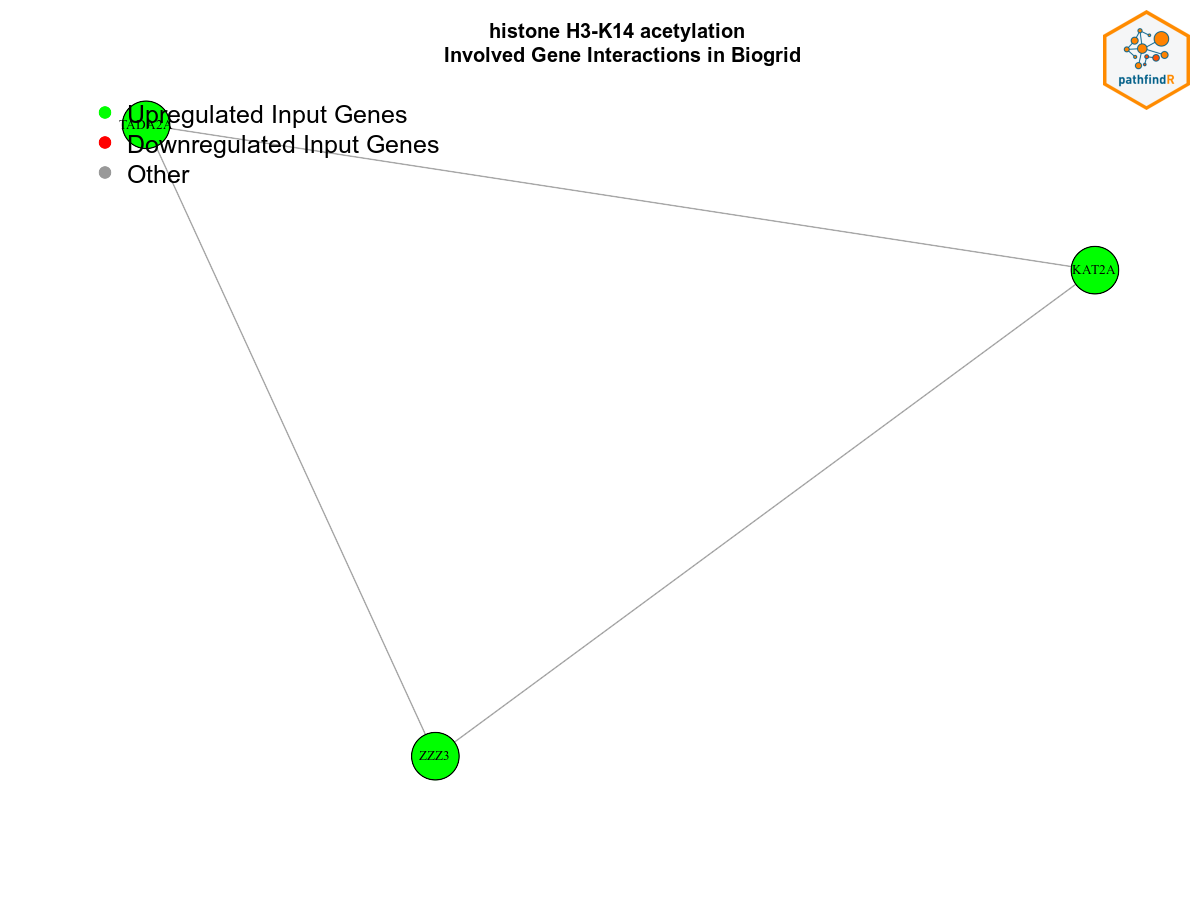 histone H3-K14 acetylation
Involved Gene Interactions in Biogrid
pathfindR
Upregulated Input Genes
TADA2A
Downregulated Input Genes
Other
KAT2A
ZZZ3